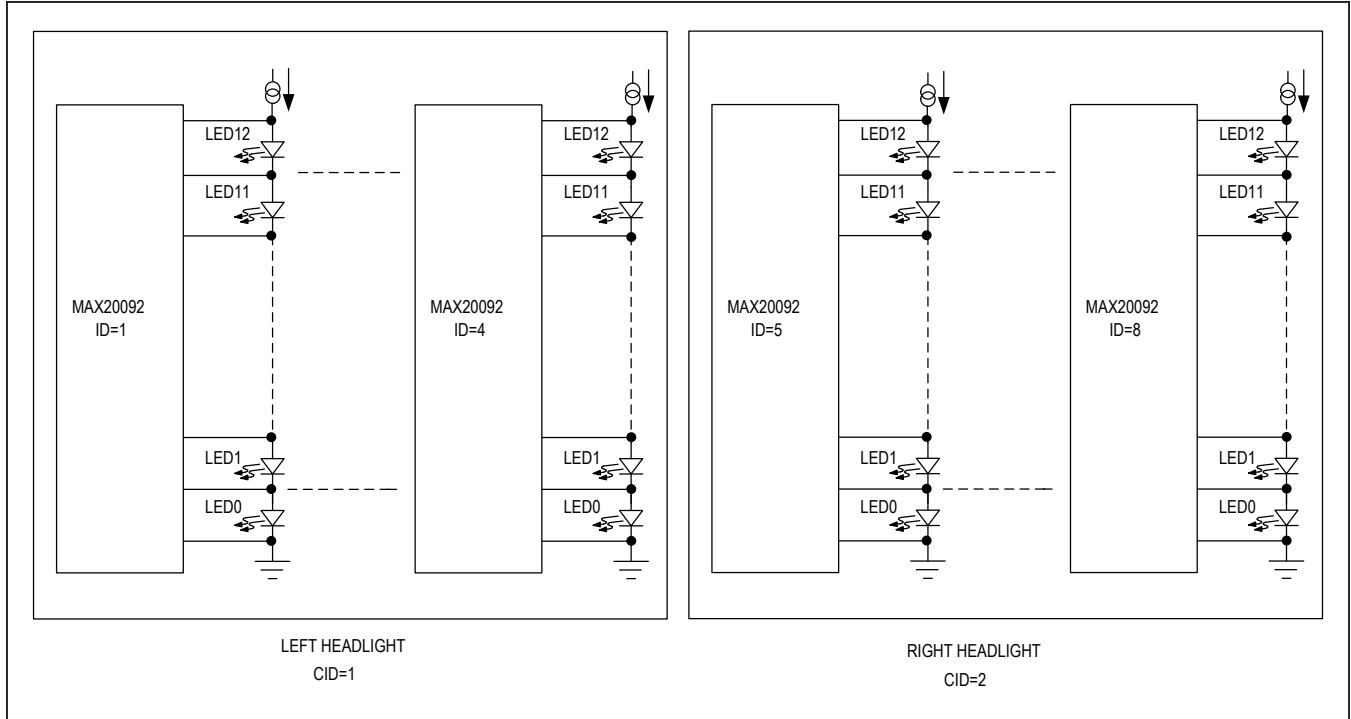 LED12
LED11
MAX20092
ID=1
LED1
LED0
LED12
LED11
MAX20092
ID=4
LED1
LED0
LEFT HEADLIGHT
CID=1
LED12
LED11
MAX20092
ID=5
LED1
LED0
LED12
LED11
MAX20092
ID=8
LED1
LED0
RIGHT HEADLIGHT
CID=2